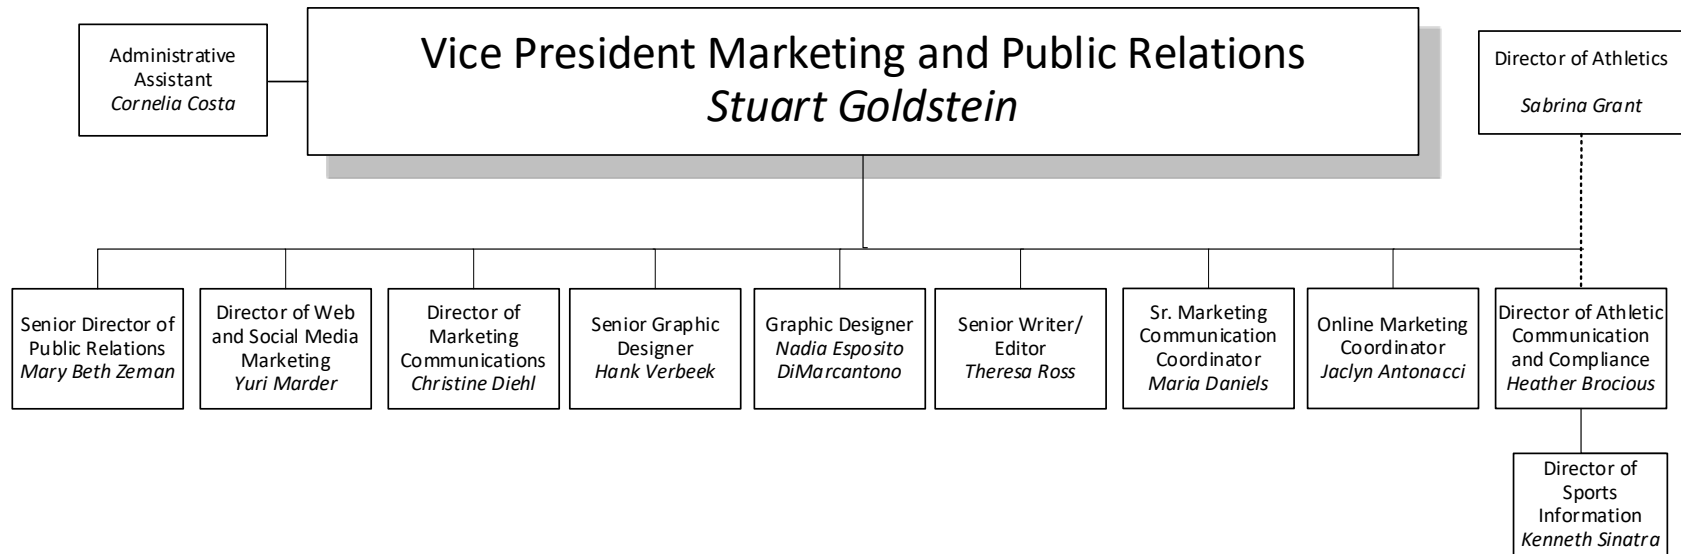 Administrative
Assistant
Cornelia Costa
Vice President Marketing and Public Relations
Stuart Goldstein
Director of Athletics
Sabrina Grant
Senior Director of
Public Relations
Mary Beth Zeman
Director of Web
and Social Media
Marketing
Yuri Marder
Director of
Marketing
Communications
Christine Diehl
Senior Graphic
Designer
Hank Verbeek
Graphic Designer
Nadia Esposito
DiMarcantono
Senior Writer/
Editor
Theresa Ross
Sr. Marketing
Communication
Coordinator
Maria Daniels
Online Marketing
Coordinator
Jaclyn Antonacci
Director of Athletic
Communication
and Compliance
Heather Brocious
Director of
Sports
Information
Kenneth Sinatra